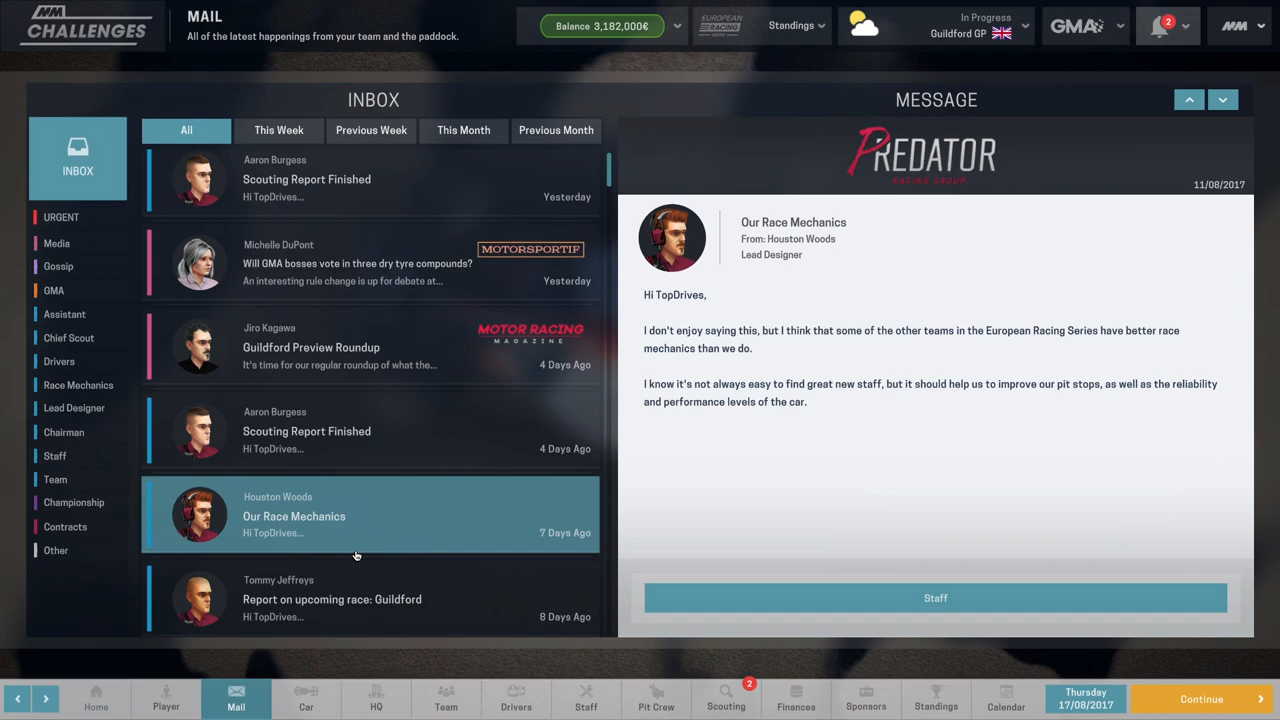 MM CHALLENGES
MAIL
All of the latest happenings from your team and the paddock.
Balance 3,182,000€
EUROPEAN RACING SERIES
Standings
In Progress
Guildford GP
GMA
2
MM
INBOX
MESSAGE
INBOX
All
This Week
Previous Week
This Month
Previous Month
URGENT
Media
Gossip
GMA
Assistant
Chief Scout
Drivers
Race Mechanics
Lead Designer
Chairman
Staff
Team
Championship
Contracts
Other
Aaron Burgess
Scouting Report Finished
Hi TopDrives...
Yesterday
Michelle DuPont
MOTORSPORTIF
Will GMA bosses vote in three dry tyre compounds?
An interesting rule change is up for debate at...
Yesterday
Jiro Kagawa
MOTOR RACING
MAGAZINE
Guildford Preview Roundup
It's time for our regular roundup of what the...
4 Days Ago
Aaron Burgess
Scouting Report Finished
Hi TopDrives...
4 Days Ago
Houston Woods
Our Race Mechanics
Hi TopDrives...
7 Days Ago
Tommy Jeffreys
Report on upcoming race: Guildford
Hi TopDrives...
8 Days Ago
PREDATOR
RACING GROUP
11/08/2017
Our Race Mechanics
From: Houston Woods
Lead Designer
Hi TopDrives,
I don't enjoy saying this, but I think that some of the other teams in the European Racing Series have better race
mechanics than we do.
I know it's not always easy to find great new staff, but it should help us to improve our pit stops, as well as the reliability
and performance levels of the car.
Staff
Home
Player
Mail
Car
HQ
Team
Drivers
Staff
Pit Crew
2
Scouting
Finances
Sponsors
Standings
Calendar
Thursday
17/08/2017
Continue